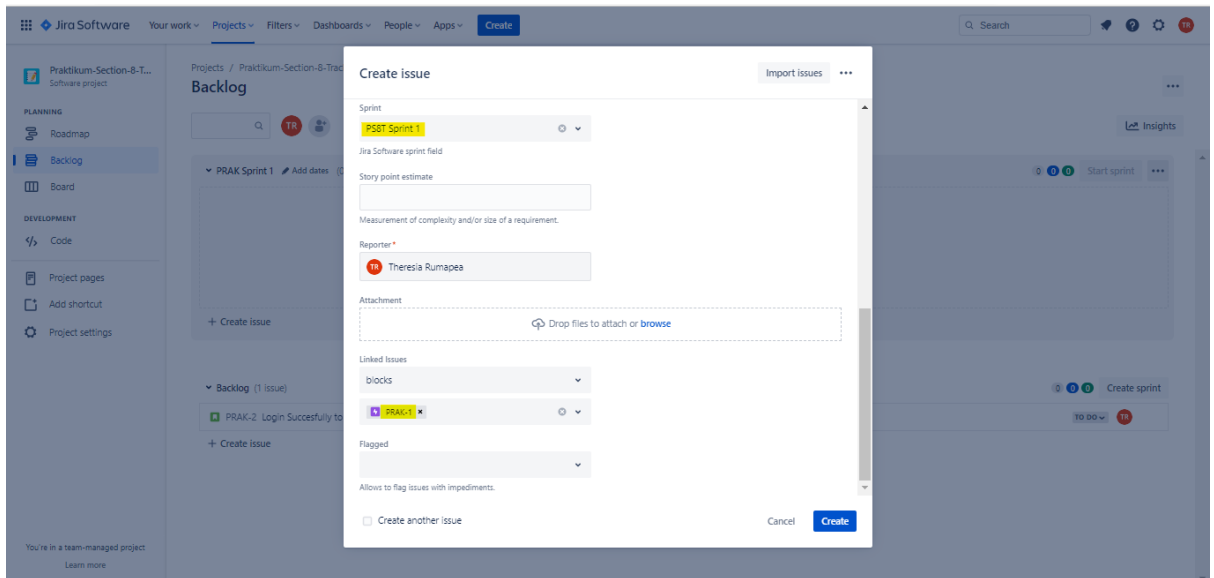 Jira Software Your work Projects Filters Dashboards People Apps Create Search TR
Praktikum-Section-8-T...
Software project
PLANNING
Roadmap
Backlog
Board
DEVELOPMENT
Code
Project pages
Add shortcut
Project settings
You're in a team-managed project
Learn more
Projects / Praktikum-Section-8-Trac
Backlog
TR
Insights
PRAK Sprint 1 Add dates (0 0 0 0 Start sprint
+ Create issue
Backlog (1 issue) 0 0 0 Create sprint
PRAK-2 Login Succesfully to TO DO TR
+ Create issue
Create issue Import issues
Sprint
PS8T Sprint 1
Jira Software sprint field
Story point estimate
Measurement of complexity and/or size of a requirement.
Reporter*
TR Theresia Rumapea
Attachment
Drop files to attach or browse
Linked Issues
blocks
PRAK-1 ×
Flagged
Allows to flag issues with impediments.
Create another issue Cancel Create